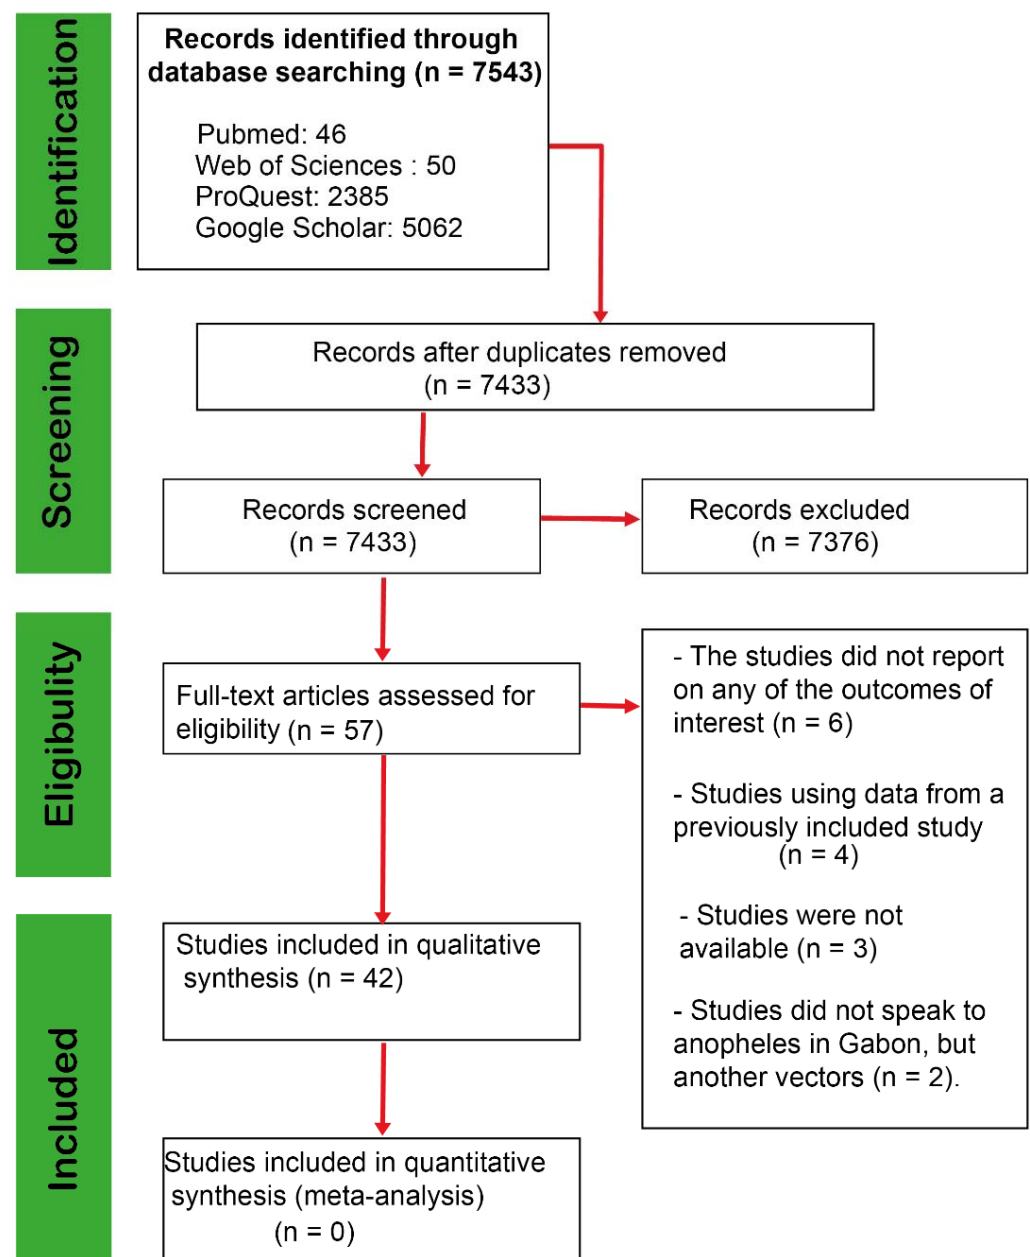 Identification
Records identified through
database searching (n = 7543)
Pubmed: 46
Web of Sciences : 50
ProQuest: 2385
Google Scholar: 5062
Screening
Records after duplicates removed
(n = 7433)
Records screened
(n = 7433)
Records excluded
(n = 7376)
Eligibulity
Full-text articles assessed for
eligibility (n = 57)
- The studies did not report
on any of the outcomes of
interest (n = 6)
- Studies using data from a
previously included study
(n = 4)
- Studies were not
available (n = 3)
- Studies did not speak to
anopheles in Gabon, but
another vectors (n = 2).
Included
Studies included in qualitative
synthesis (n = 42)
Studies included in quantitative
synthesis (meta-analysis)
(n = 0)